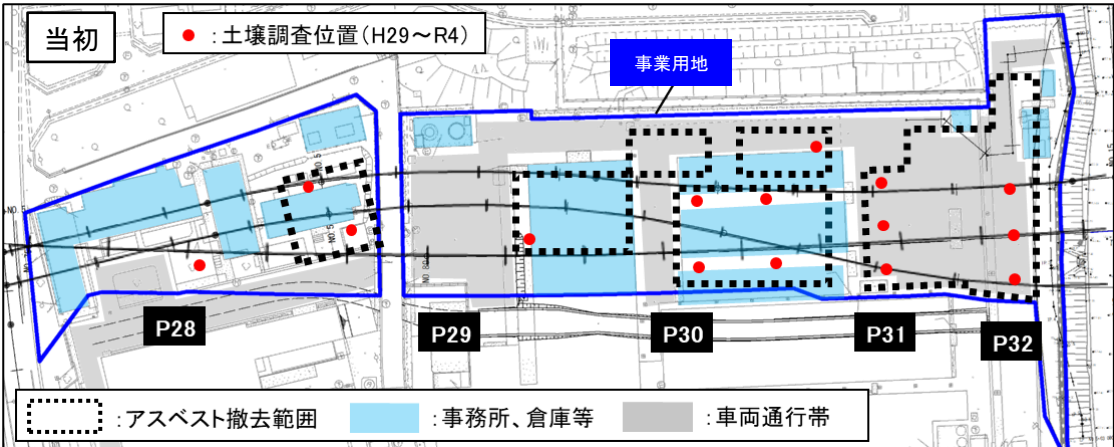 当初
● :土壌調査位置(H29～R4)
事業用地
P28
P29
P30
P31
P32
:アスベスト撤去範囲
:事務所、倉庫等
:車両通行帯